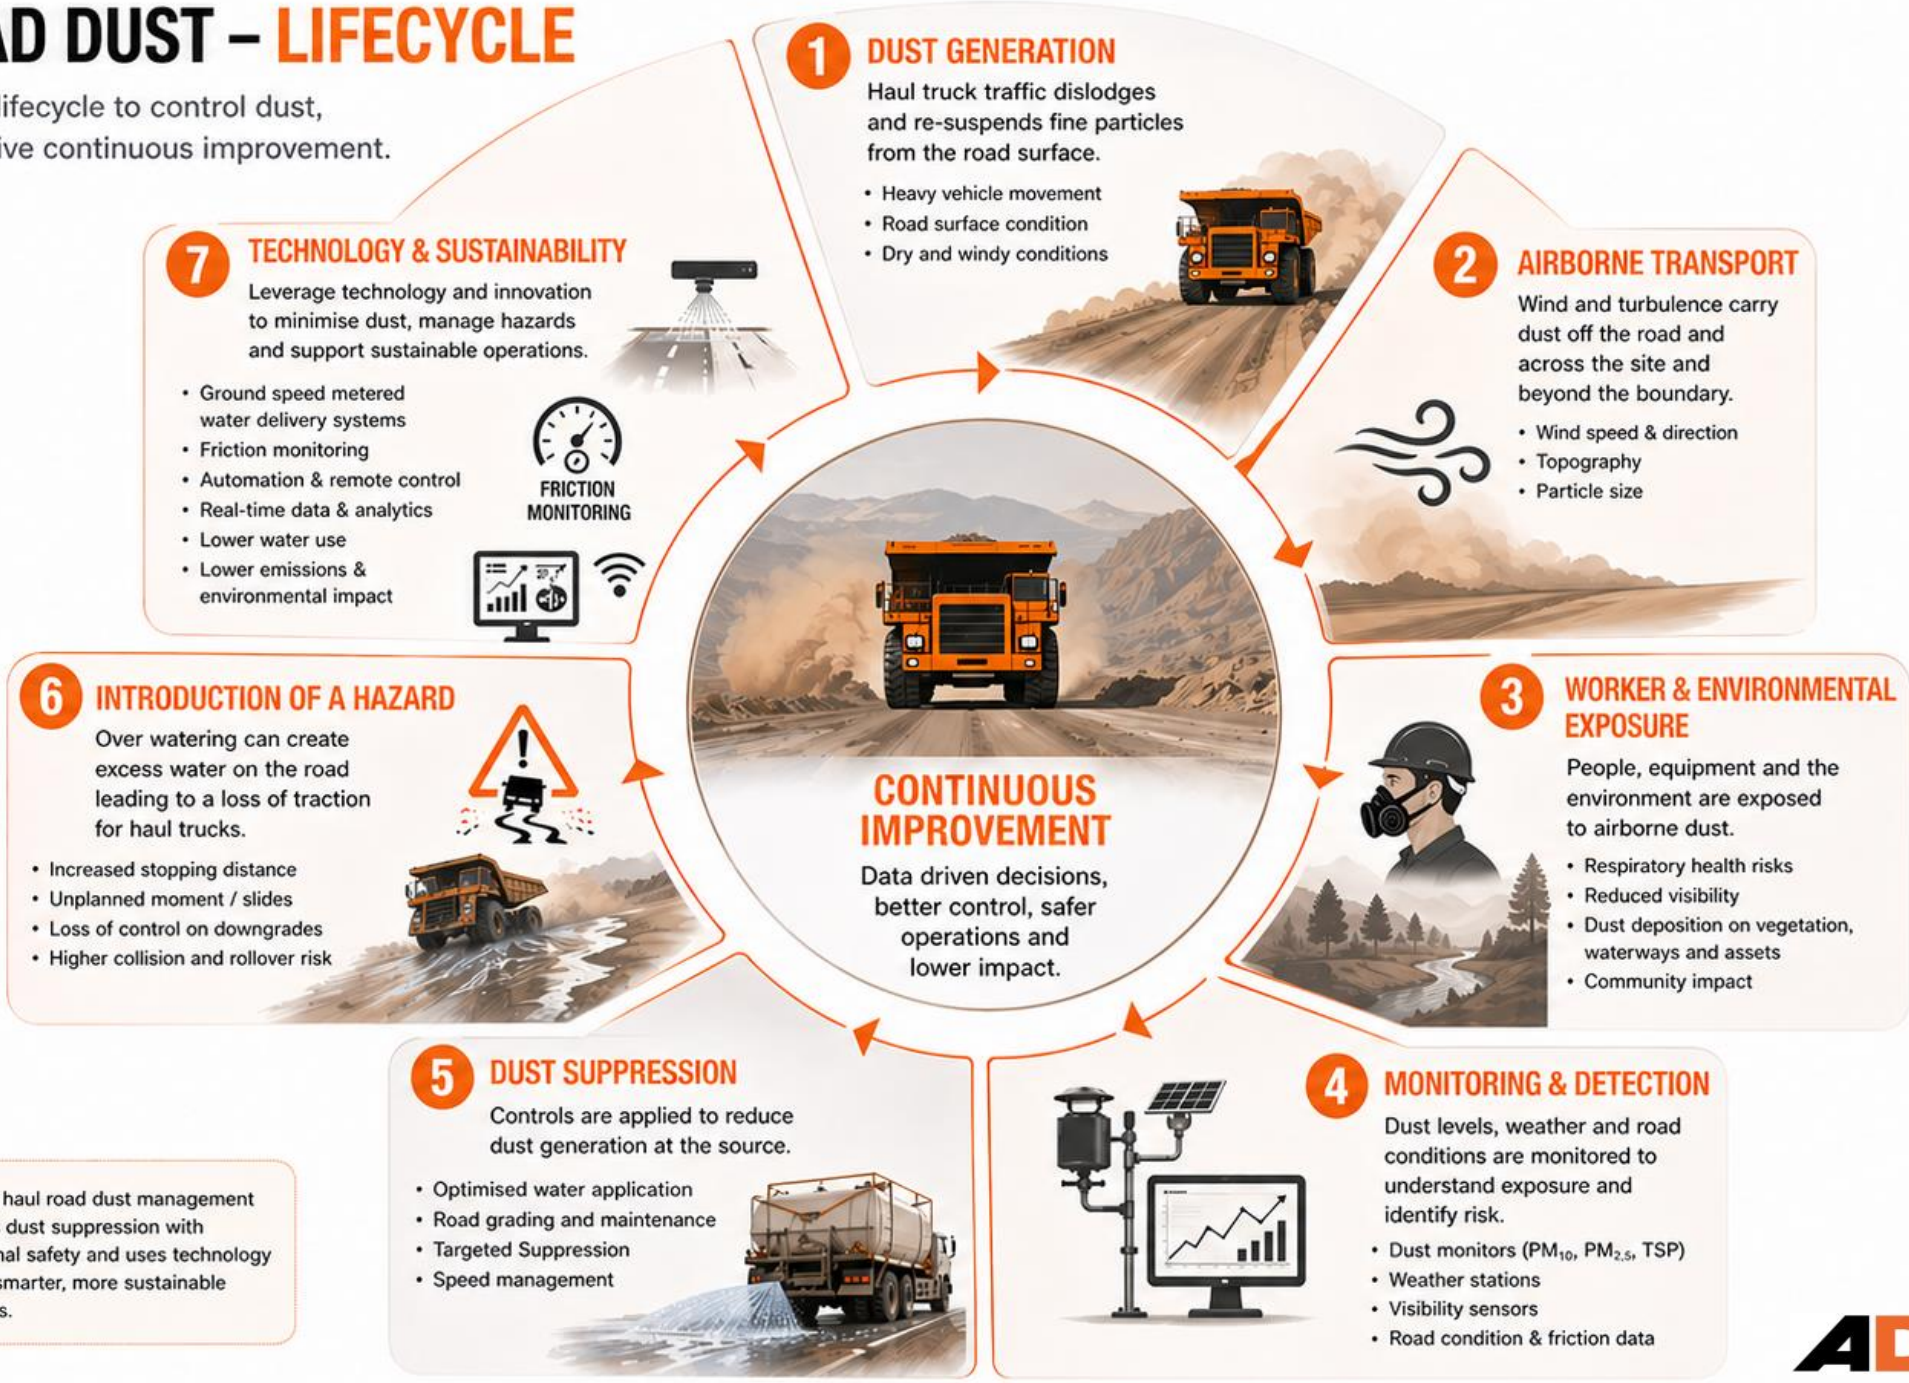 AD DUST – LIFECYCLE
lifecycle to control dust,
ive continuous improvement.
1 DUST GENERATION
Haul truck traffic dislodges
and re-suspends fine particles
from the road surface.
• Heavy vehicle movement
• Road surface condition
• Dry and windy conditions
2 AIRBORNE TRANSPORT
Wind and turbulence carry
dust off the road and
across the site and
beyond the boundary.
• Wind speed & direction
• Topography
• Particle size
3 WORKER & ENVIRONMENTAL
EXPOSURE
People, equipment and the
environment are exposed
to airborne dust.
• Respiratory health risks
• Reduced visibility
• Dust deposition on vegetation,
waterways and assets
• Community impact
4 MONITORING & DETECTION
Dust levels, weather and road
conditions are monitored to
understand exposure and
identify risk.
• Dust monitors (PM₁₀, PM₂.₅, TSP)
• Weather stations
• Visibility sensors
• Road condition & friction data
5 DUST SUPPRESSION
Controls are applied to reduce
dust generation at the source.
• Optimised water application
• Road grading and maintenance
• Targeted Suppression
• Speed management
6 INTRODUCTION OF A HAZARD
Over watering can create
excess water on the road
leading to a loss of traction
for haul trucks.
• Increased stopping distance
• Unplanned moment / slides
• Loss of control on downgrades
• Higher collision and rollover risk
7 TECHNOLOGY & SUSTAINABILITY
Leverage technology and innovation
to minimise dust, manage hazards
and support sustainable operations.
• Ground speed metered
water delivery systems
• Friction monitoring
• Automation & remote control
• Real-time data & analytics
• Lower water use
• Lower emissions &
environmental impact
FRICTION
MONITORING
CONTINUOUS
IMPROVEMENT
Data driven decisions,
better control, safer
operations and
lower impact.
haul road dust management
dust suppression with
nal safety and uses technology
smarter, more sustainable
s.
AD